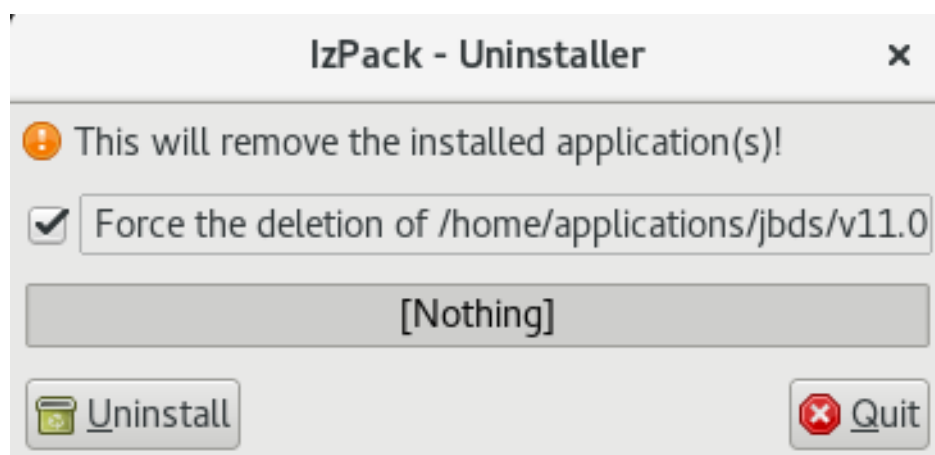 IzPack - Uninstaller
This will remove the installed application(s)!
Force the deletion of /home/applications/jbds/v11.0
[Nothing]
Uninstall
Quit